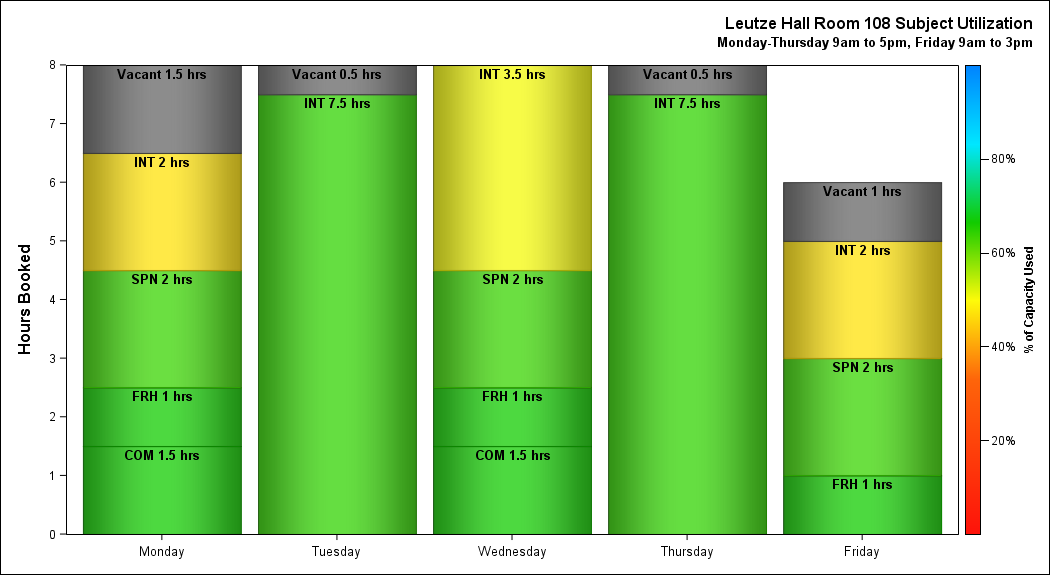 Leutze Hall Room 108 Subject Utilization
Monday-Thursday 9am to 5pm, Friday 9am to 3pm
Hours Booked
8
7
6
5
4
3
2
1
0
Vacant 1.5 hrs
INT 2 hrs
SPN 2 hrs
FRH 1 hrs
COM 1.5 hrs
Vacant 0.5 hrs
INT 7.5 hrs
INT 3.5 hrs
SPN 2 hrs
FRH 1 hrs
COM 1.5 hrs
Vacant 0.5 hrs
INT 7.5 hrs
Vacant 1 hrs
INT 2 hrs
SPN 2 hrs
FRH 1 hrs
Monday
Tuesday
Wednesday
Thursday
Friday
80%
60%
40%
20%
% of Capacity Used